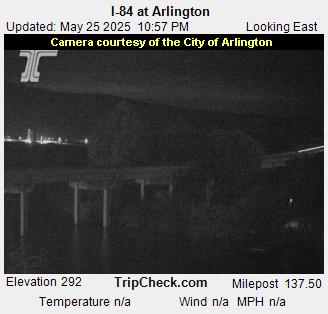 I-84 at Arlington
Updated: May 25 2025 10:57 PM Looking East
Camera courtesy of the City of Arlington
Elevation 292 TripCheck.com Milepost 137.50
Temperature n/a Wind n/a MPH n/a